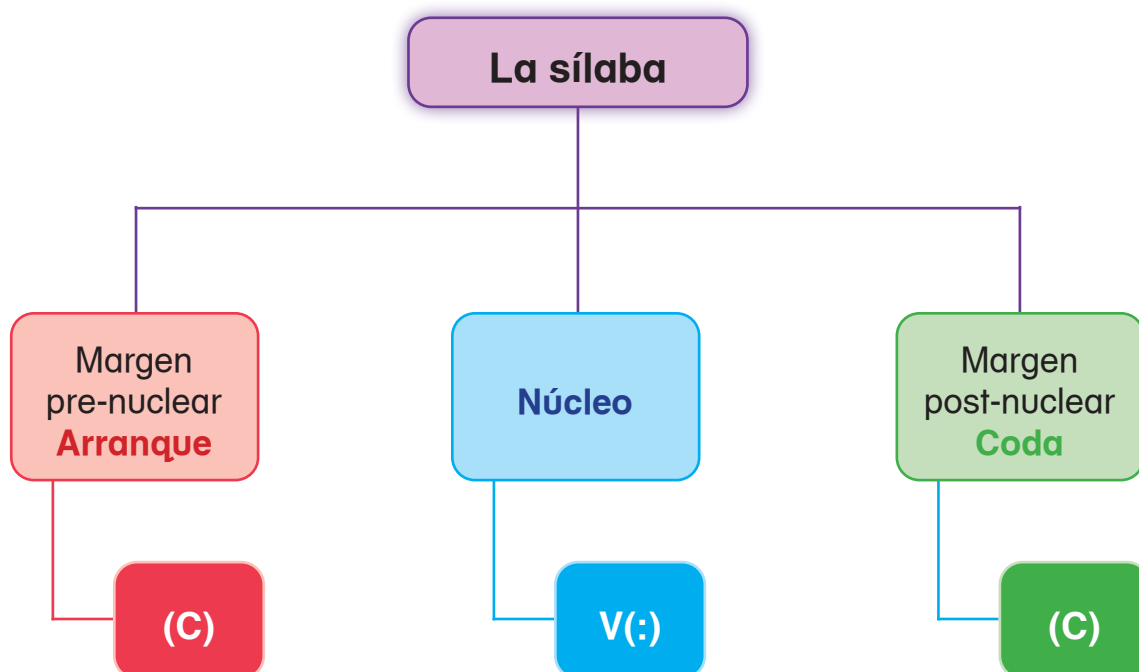 La sílaba
Margen
pre-nuclear
Arranque
Núcleo
Margen
post-nuclear
Coda
(C)
V(:)
(C)